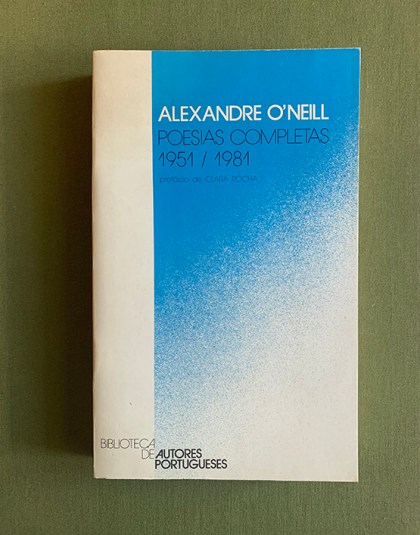 ALEXANDRE O'NEILL
POESIAS COMPLETAS
1951 / 1981
prefácio de CLARA ROCHA
BIBLIOTECA
DE AUTORES
PORTUGUESES